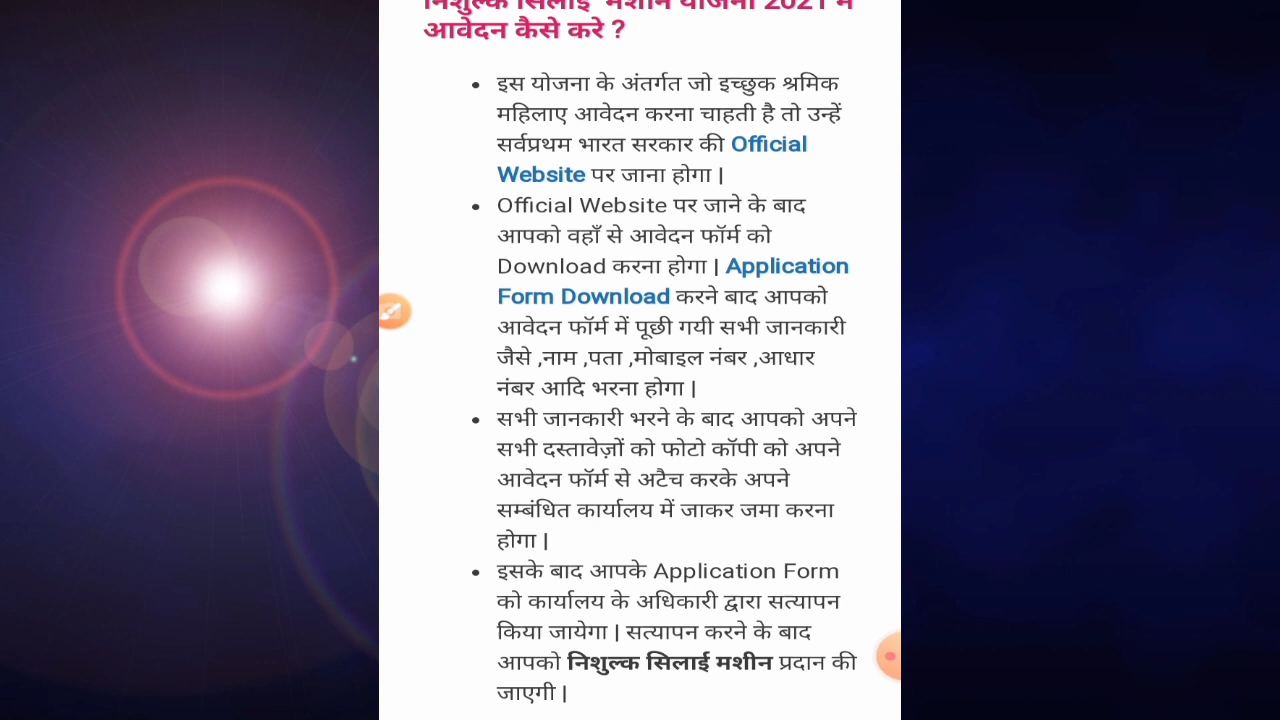 निशुल्क सिलाई मशीन योजना 2021 में
आवेदन कैसे करे ?
इस योजना के अंतर्गत जो इच्छुक श्रमिक
महिलाए आवेदन करना चाहती है तो उन्हें
सर्वप्रथम भारत सरकार की Official
Website पर जाना होगा |
Official Website पर जाने के बाद
आपको वहाँ से आवेदन फॉर्म को
Download करना होगा | Application
Form Download करने बाद आपको
आवेदन फॉर्म में पूछी गयी सभी जानकारी
जैसे ,नाम ,पता ,मोबाइल नंबर ,आधार
नंबर आदि भरना होगा |
सभी जानकारी भरने के बाद आपको अपने
सभी दस्तावेज़ों को फोटो कॉपी को अपने
आवेदन फॉर्म से अटैच करके अपने
सम्बंधित कार्यालय में जाकर जमा करना
होगा |
इसके बाद आपके Application Form
को कार्यालय के अधिकारी द्वारा सत्यापन
किया जायेगा | सत्यापन करने के बाद
आपको निशुल्क सिलाई मशीन प्रदान की
जाएगी |